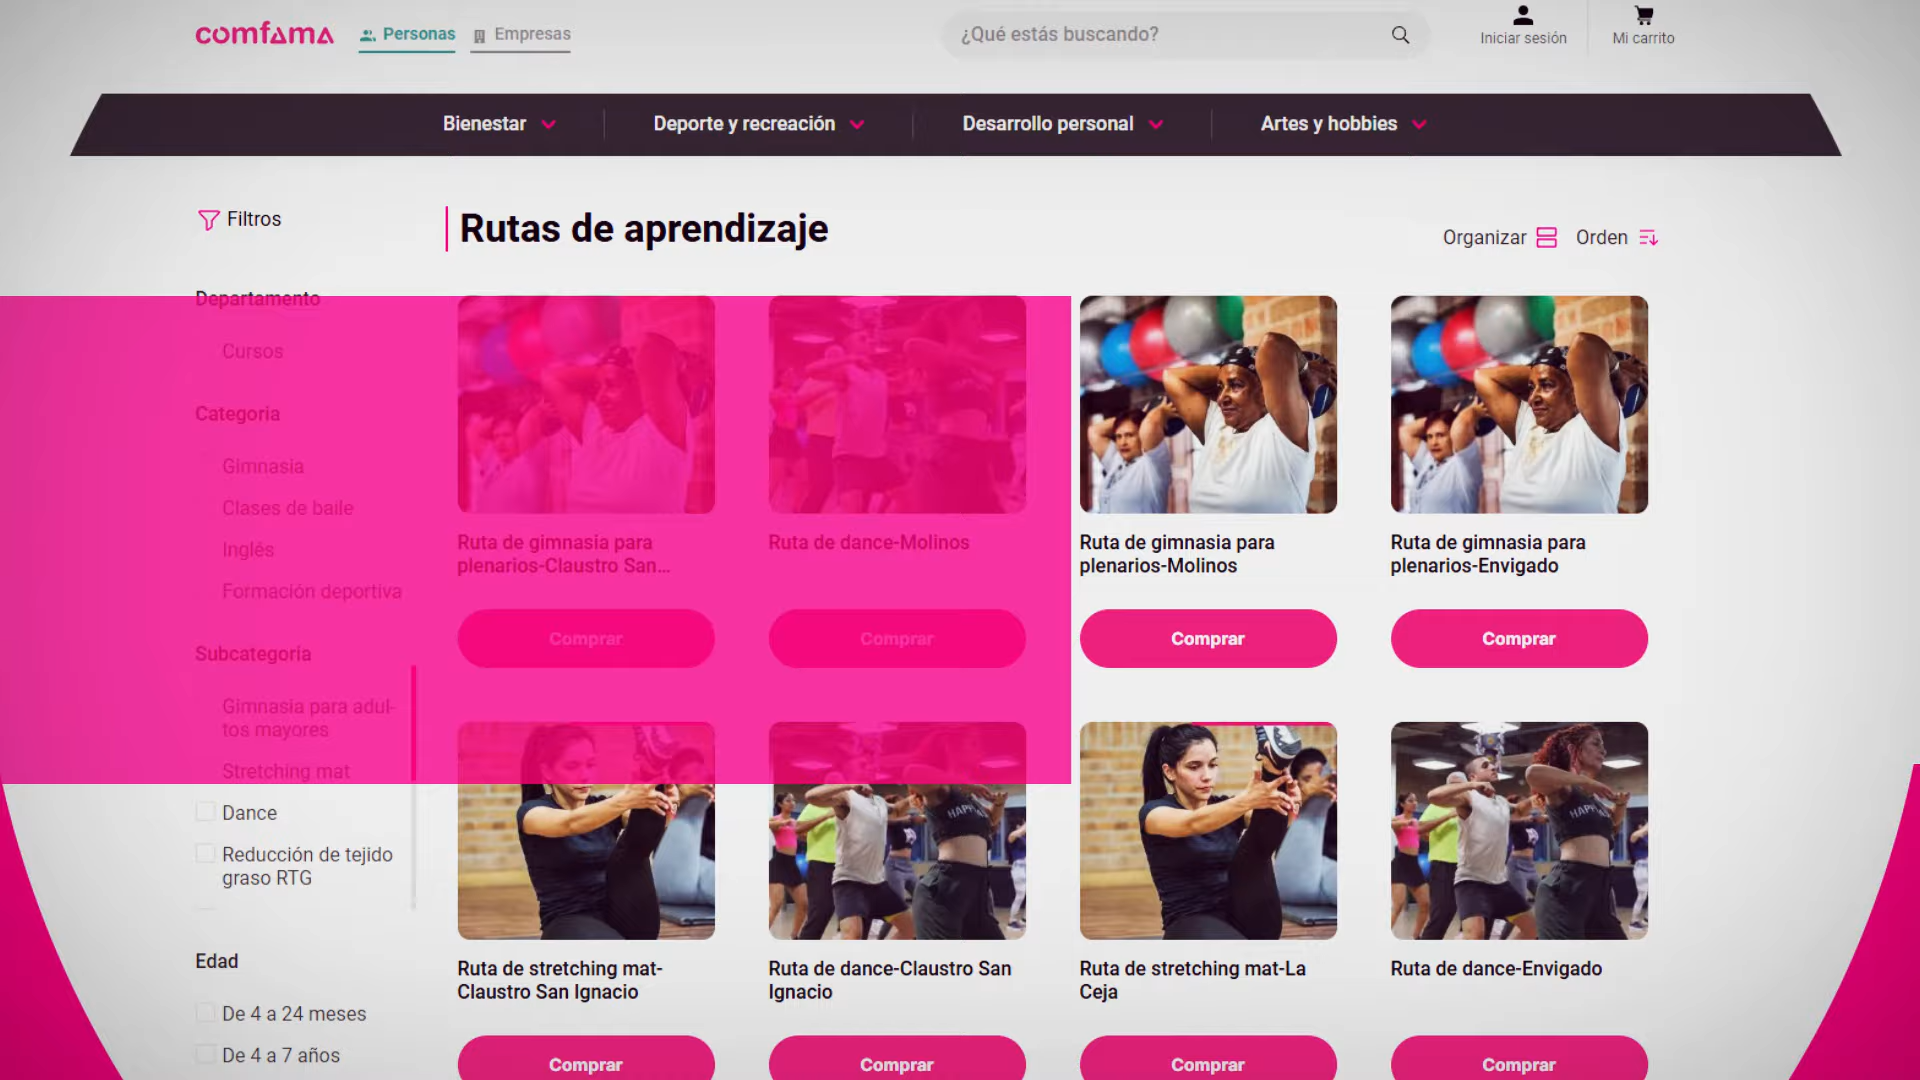 comfama
Personas
Empresas
¿Qué estás buscando?
Iniciar sesión
Mi carrito
Bienestar
Deporte y recreación
Desarrollo personal
Artes y hobbies
Filtros
Rutas de aprendizaje
Organizar
Orden
Departamento
Cursos
Categoria
Gimnasia
Clases de baile
Inglés
Formación deportiva
Subcategoria
Gimnasia para adul-
tos mayores
Stretching mat
Dance
Reducción de tejido
graso RTG
Edad
De 4 a 24 meses
De 4 a 7 años
Ruta de gimnasia para
plenarios-Claustro San...
Comprar
Ruta de dance-Molinos
Comprar
Ruta de gimnasia para
plenarios-Molinos
Comprar
Ruta de gimnasia para
plenarios-Envigado
Comprar
Ruta de stretching mat-
Claustro San Ignacio
Comprar
Ruta de dance-Claustro San
Ignacio
Comprar
Ruta de stretching mat-La
Ceja
Comprar
Ruta de dance-Envigado
Comprar